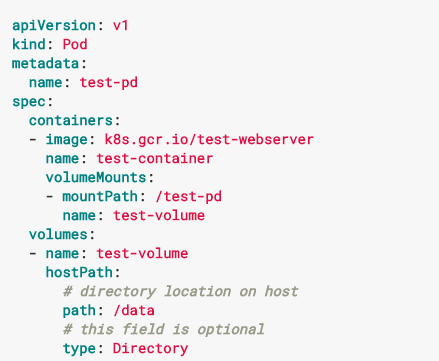 apiVersion: v1
kind: Pod
metadata:
  name: test-pd
spec:
  containers:
  - image: k8s.gcr.io/test-webserver
    name: test-container
    volumeMounts:
    - mountPath: /test-pd
      name: test-volume
  volumes:
  - name: test-volume
    hostPath:
      # directory location on host
      path: /data
      # this field is optional
      type: Directory